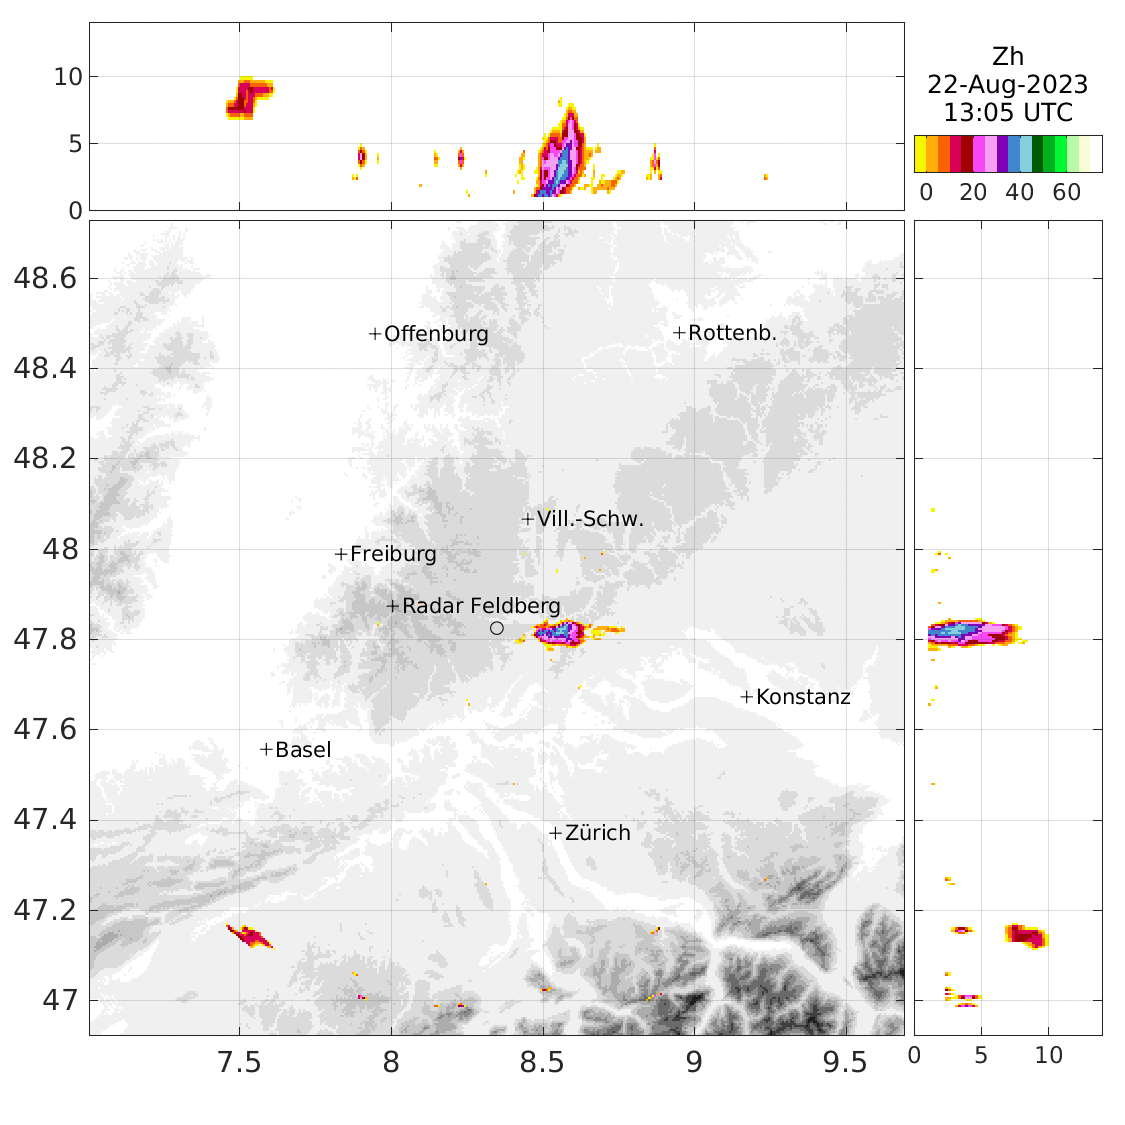 10
5
0
Zh
22-Aug-2023
13:05 UTC
0 20 40 60
48.6
48.4
48.2
48
47.8
47.6
47.4
47.2
47
+Offenburg
+Rottenb.
+Vill.-Schw.
+Freiburg
+Radar Feldberg
+Konstanz
+Basel
+Zürich
7.5 8 8.5 9 9.5
0 5 10